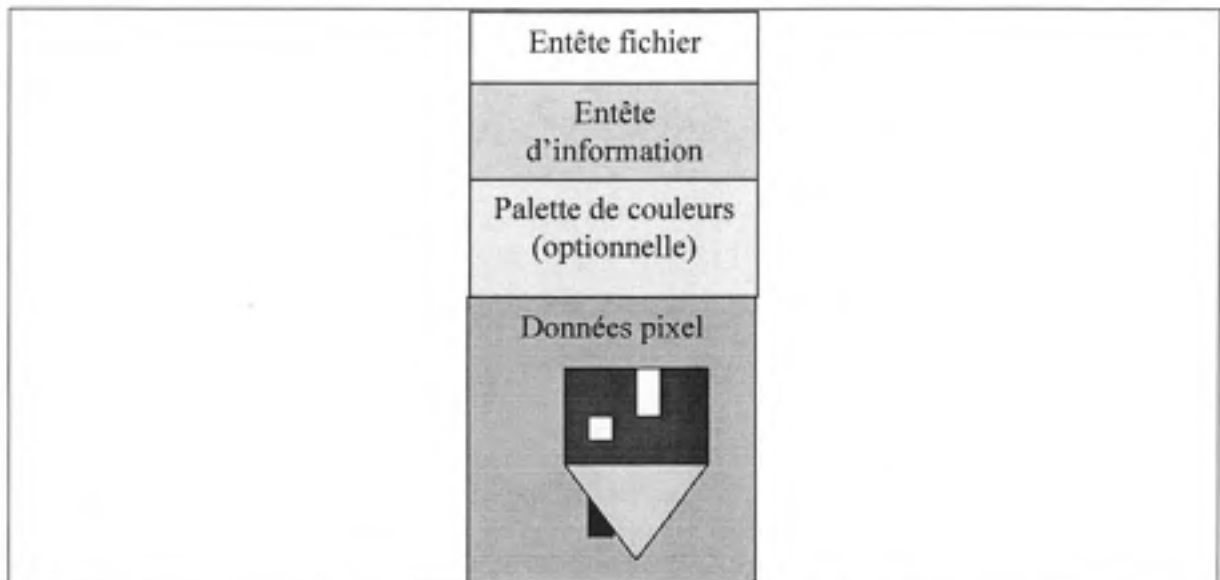 Entête fichier
Entête
d'information
Palette de couleurs
(optionnelle)
Données pixel